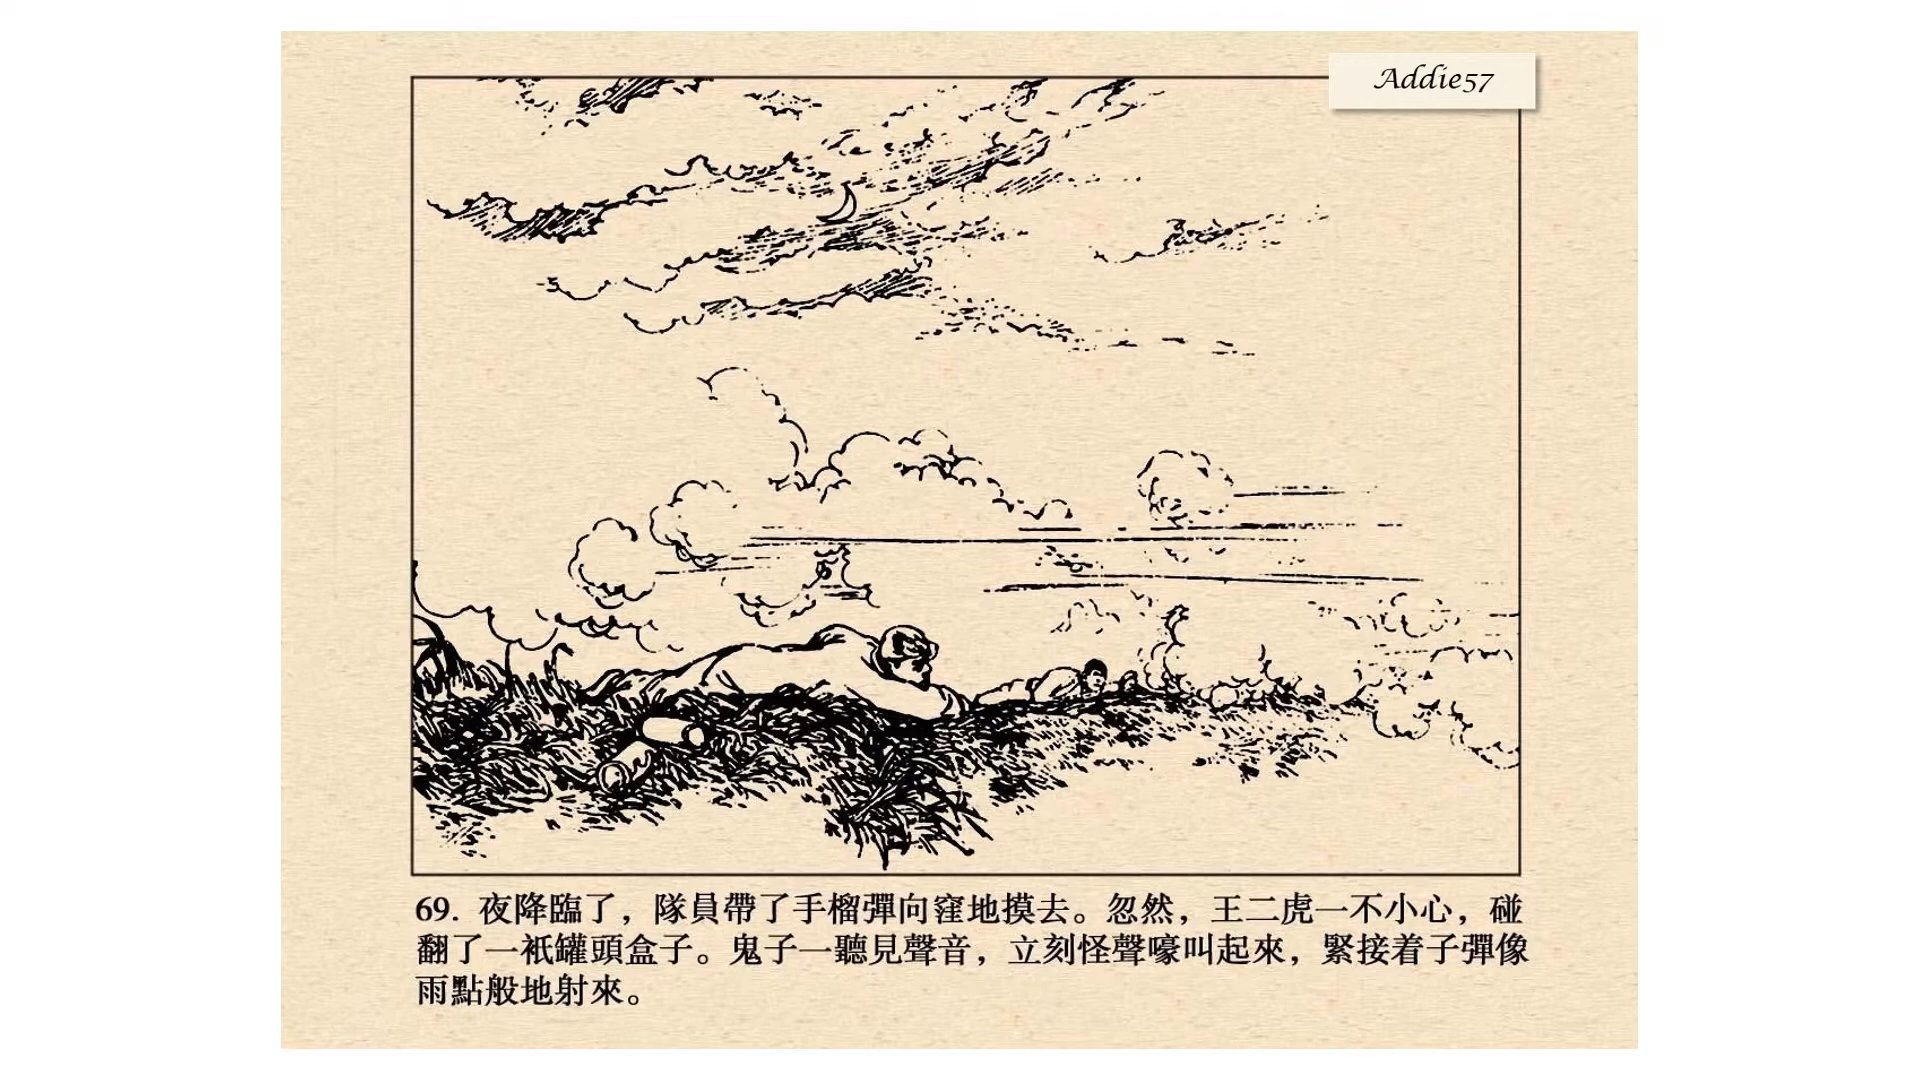 Addie57
69. 夜降臨了，隊員帶了手榴彈向窪地摸去。忽然，王二虎一不小心，碰
翻了一衹罐頭盒子。鬼子一聽見聲音，立刻怪聲嚎叫起來，緊接着子彈像
雨點般地射來。